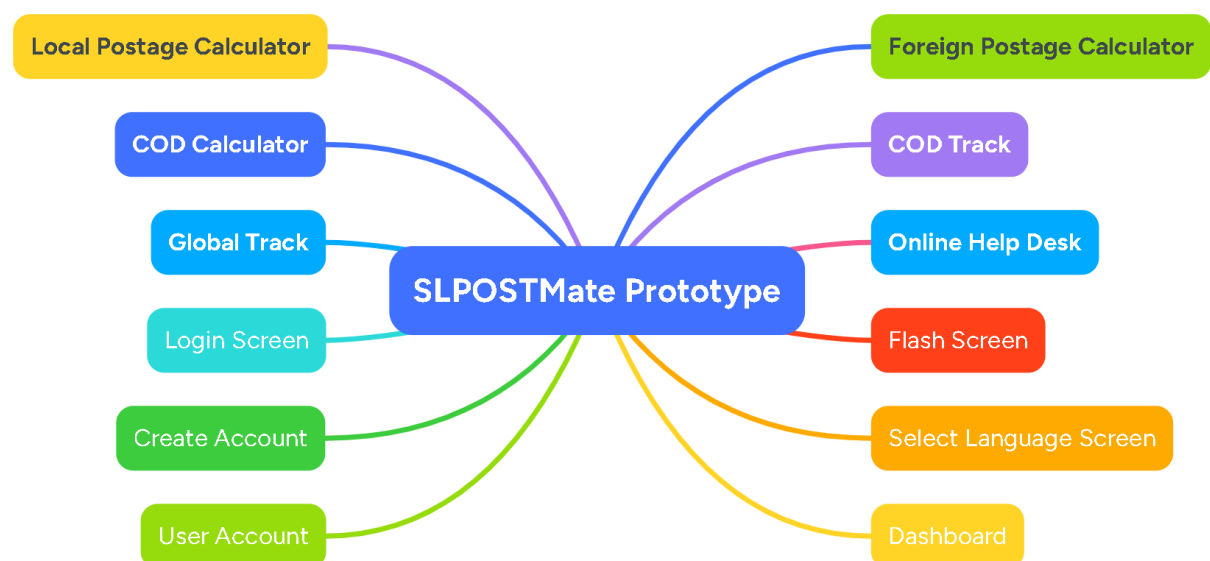 Local Postage Calculator
COD Calculator
Global Track
Login Screen
Create Account
User Account
SLPOSTMate Prototype
Foreign Postage Calculator
COD Track
Online Help Desk
Flash Screen
Select Language Screen
Dashboard